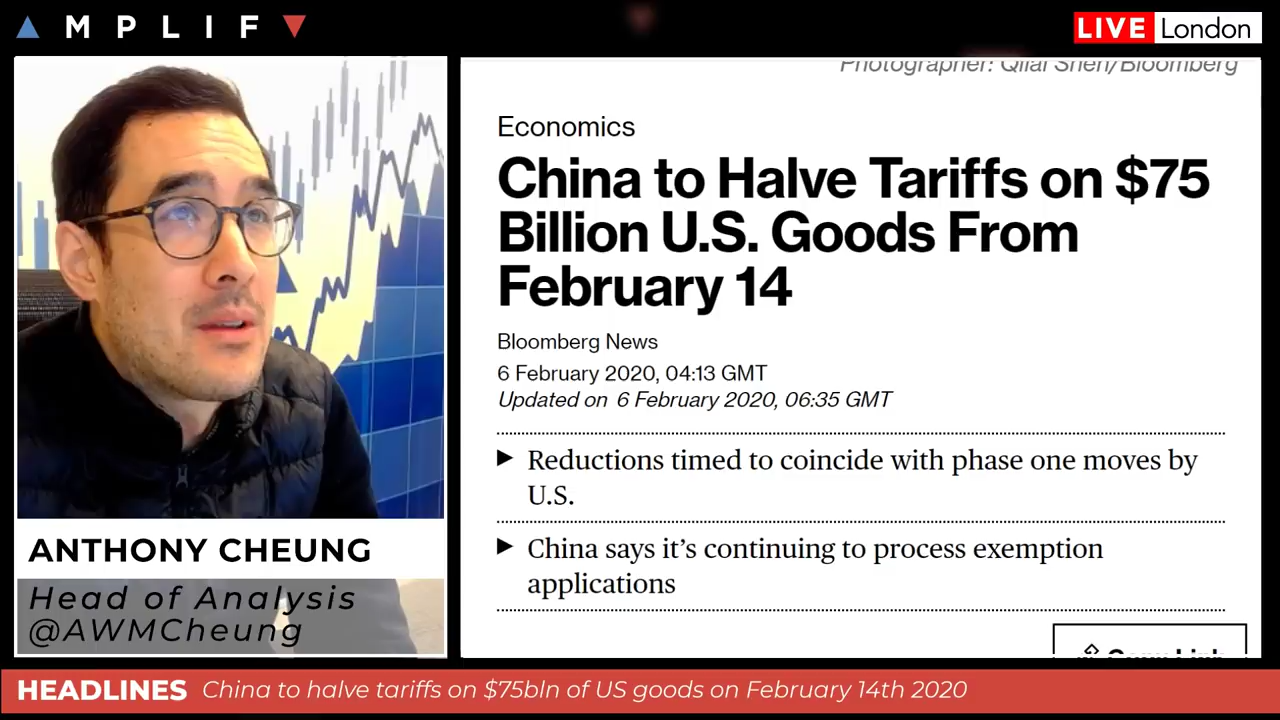 ▲ M P L I F ▼
LIVE London
Photographer: Qilai Shen/Bloomberg
Economics
China to Halve Tariffs on $75
Billion U.S. Goods From
February 14
Bloomberg News
6 February 2020, 04:13 GMT
Updated on 6 February 2020, 06:35 GMT
Reductions timed to coincide with phase one moves by
U.S.
China says it's continuing to process exemption
applications
Copy Link
ANTHONY CHEUNG
Head of Analysis
@AWMCheung
HEADLINES China to halve tariffs on $75bln of US goods on February 14th 2020